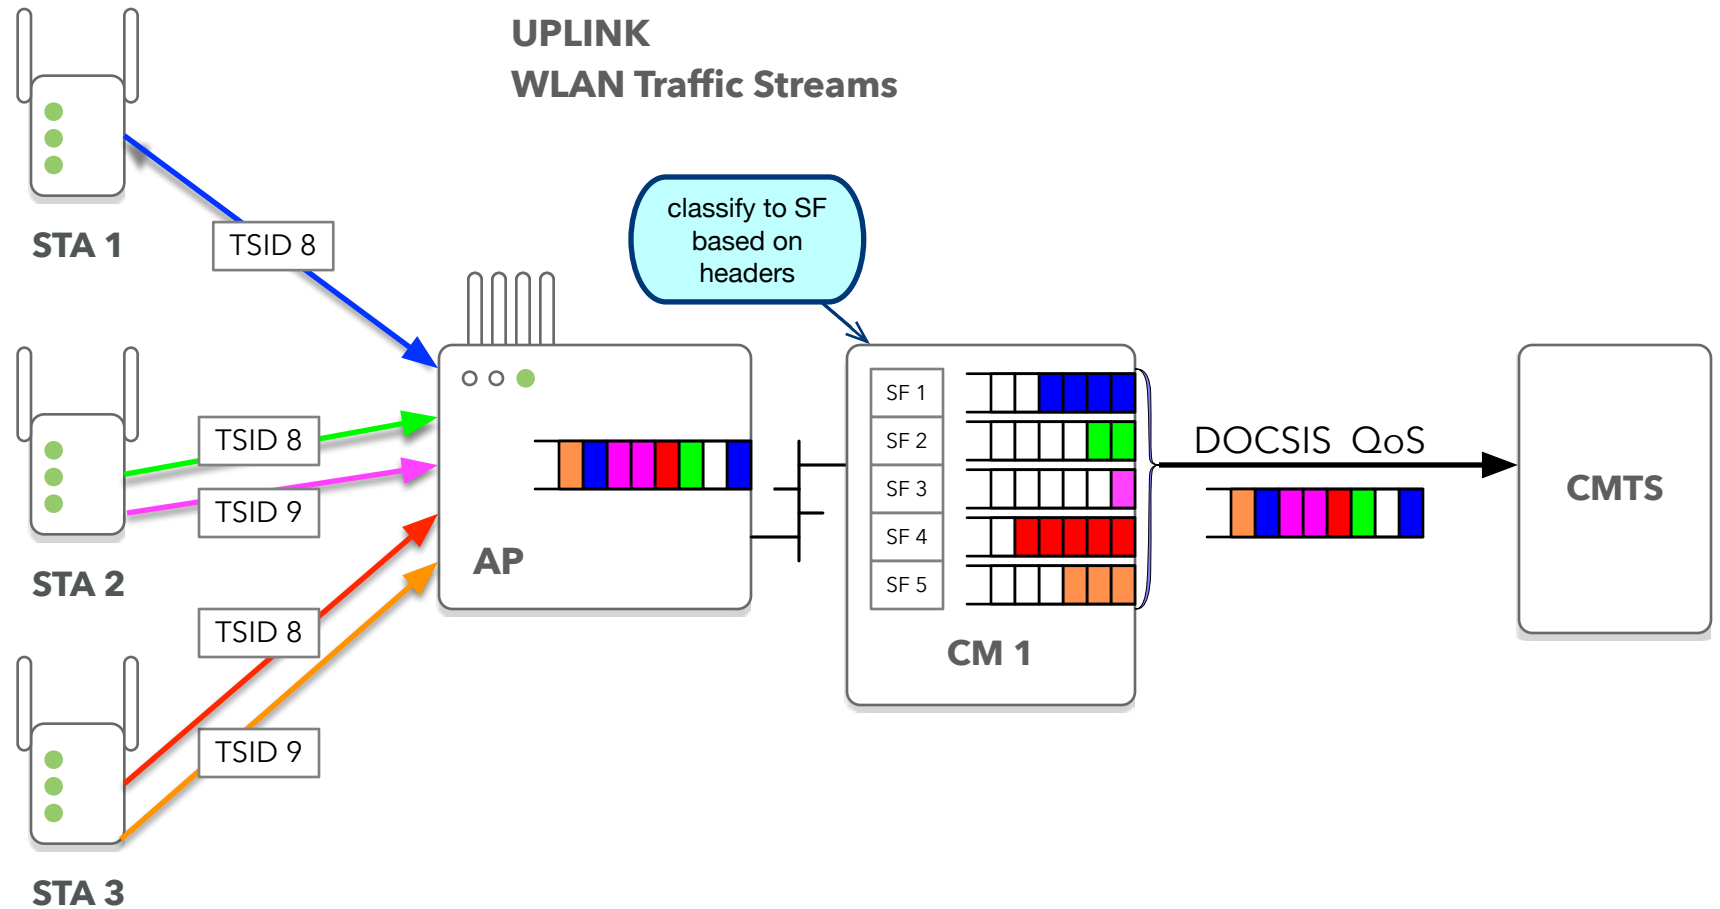 UPLINK
WLAN Traffic Streams
STA 1
TSID 8
classify to SF
based on
headers
STA 2
TSID 8
TSID 9
STA 3
TSID 8
TSID 9
AP
SF 1
SF 2
SF 3
SF 4
SF 5
CM 1
DOCSIS QoS
CMTS